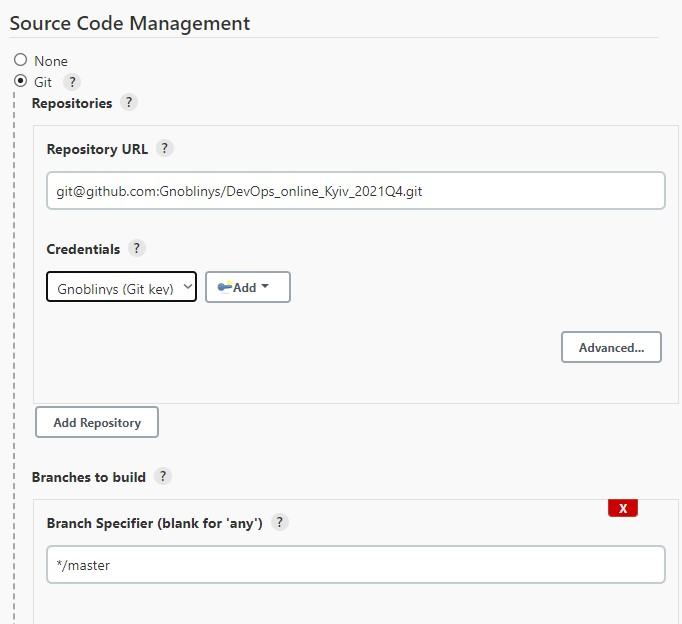 Source Code Management
None
Git ?
Repositories ?
Repository URL ?
git@github.com:Gnoblinys/DevOps_online_Kyiv_2021Q4.git
Credentials ?
Gnoblinys (Git key) Add
Advanced...
Add Repository
Branches to build ?
X
Branch Specifier (blank for 'any') ?
*/master